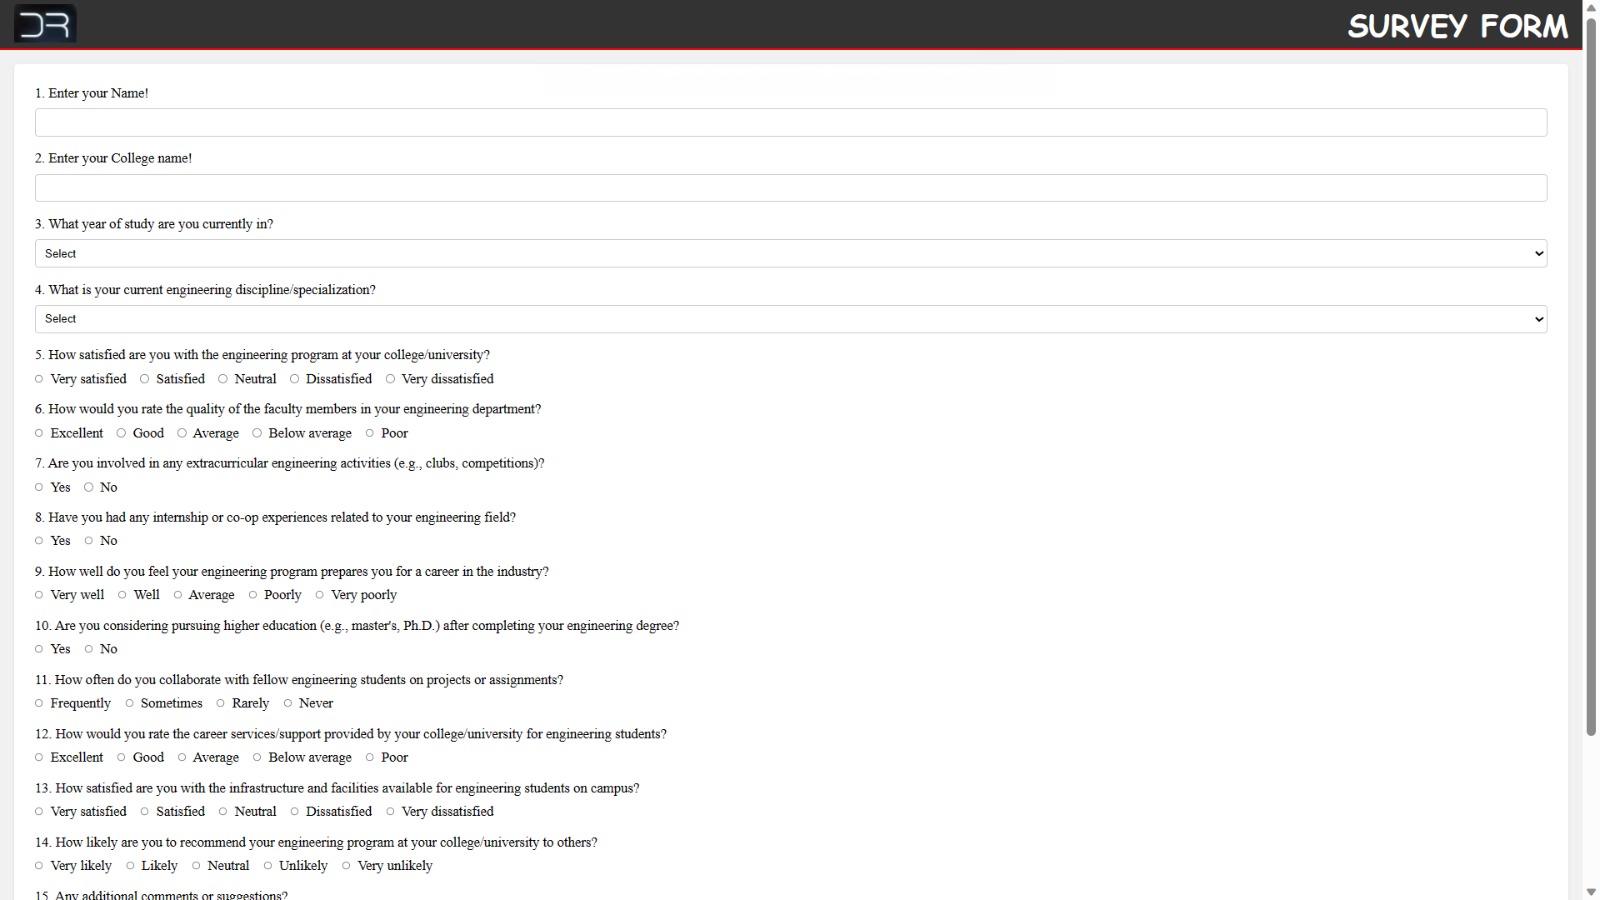 DR
SURVEY FORM
1. Enter your Name!
2. Enter your College name!
3. What year of study are you currently in?
Select
4. What is your current engineering discipline/specialization?
Select
5. How satisfied are you with the engineering program at your college/university?
Very satisfied Satisfied Neutral Dissatisfied Very dissatisfied
6. How would you rate the quality of the faculty members in your engineering department?
Excellent Good Average Below average Poor
7. Are you involved in any extracurricular engineering activities (e.g., clubs, competitions)?
Yes No
8. Have you had any internship or co-op experiences related to your engineering field?
Yes No
9. How well do you feel your engineering program prepares you for a career in the industry?
Very well Well Average Poorly Very poorly
10. Are you considering pursuing higher education (e.g., master's, Ph.D.) after completing your engineering degree?
Yes No
11. How often do you collaborate with fellow engineering students on projects or assignments?
Frequently Sometimes Rarely Never
12. How would you rate the career services/support provided by your college/university for engineering students?
Excellent Good Average Below average Poor
13. How satisfied are you with the infrastructure and facilities available for engineering students on campus?
Very satisfied Satisfied Neutral Dissatisfied Very dissatisfied
14. How likely are you to recommend your engineering program at your college/university to others?
Very likely Likely Neutral Unlikely Very unlikely
15. Any additional comments or suggestions?